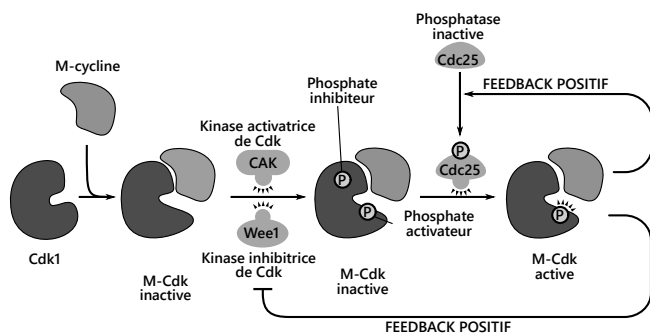 Phosphatase
inactive
Cdc25
M-cycline
FEEDBACK POSITIF
Phosphate
inhibiteur
Kinase activatrice
de Cdk
CAK
P
P
Cdc25
P
P
Wee1
Phosphate
activateur
Kinase inhibitrice
de Cdk
Cdk1
M-Cdk
inactive
M-Cdk
inactive
M-Cdk
active
FEEDBACK POSITIF